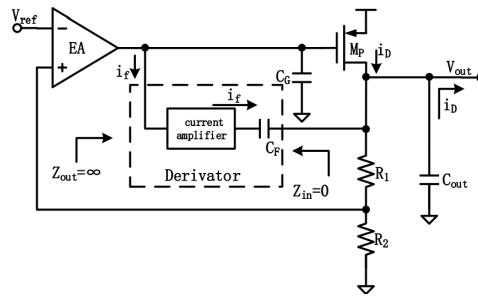 V_ref
EA
M_P
i_D
V_out
i_f
C_G
i_f
i_D
current
amplifier
C_F
Z_out=∞
Derivator
Z_in=0
R_1
C_out
R_2